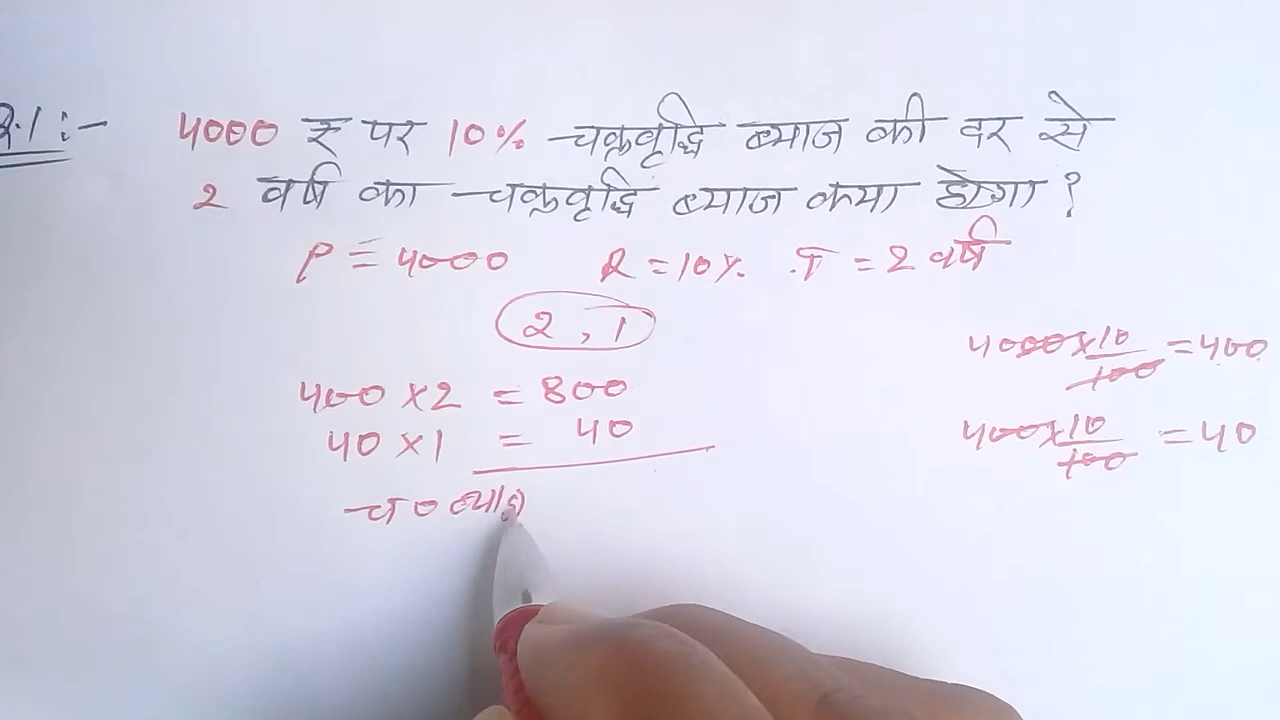 Q.1:- 4000 रू पर 10% चक्रवृद्धि ब्याज की दर से
2 वर्ष का चक्रवृद्धि ब्याज क्या होगा?
P = 4000 R = 10% .T = 2 वर्ष
2, 1
400 × 2 = 800
40 × 1 = 40
च० ब्याज
4000 × 10/100 = 400
400 × 10/100 = 40